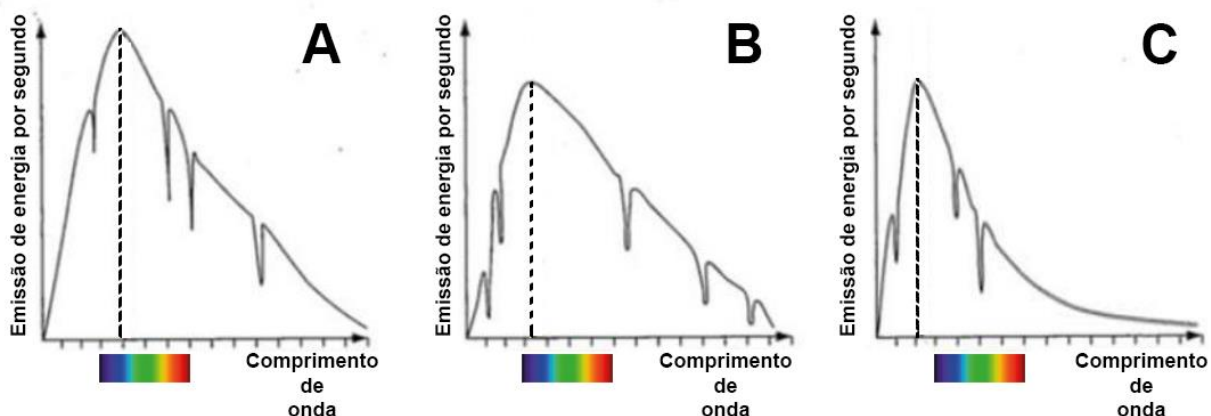 Emissão de energia por segundo
A
Comprimento
de
onda
Emissão de energia por segundo
B
Comprimento
de
onda
Emissão de energia por segundo
C
Comprimento
de
onda